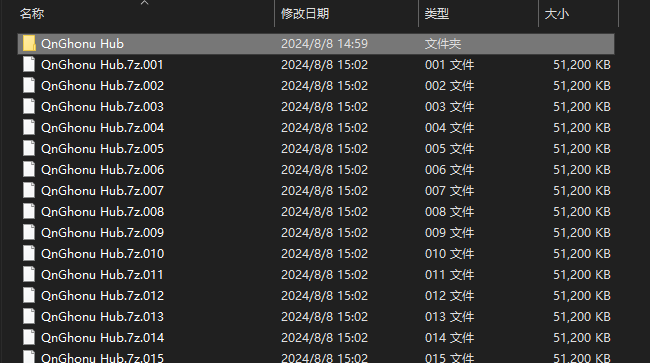 名称 修改日期 类型 大小
QnGhonu Hub 2024/8/8 14:59 文件夹
QnGhonu Hub.7z.001 2024/8/8 15:02 001 文件 51,200 KB
QnGhonu Hub.7z.002 2024/8/8 15:02 002 文件 51,200 KB
QnGhonu Hub.7z.003 2024/8/8 15:02 003 文件 51,200 KB
QnGhonu Hub.7z.004 2024/8/8 15:02 004 文件 51,200 KB
QnGhonu Hub.7z.005 2024/8/8 15:02 005 文件 51,200 KB
QnGhonu Hub.7z.006 2024/8/8 15:02 006 文件 51,200 KB
QnGhonu Hub.7z.007 2024/8/8 15:02 007 文件 51,200 KB
QnGhonu Hub.7z.008 2024/8/8 15:02 008 文件 51,200 KB
QnGhonu Hub.7z.009 2024/8/8 15:02 009 文件 51,200 KB
QnGhonu Hub.7z.010 2024/8/8 15:02 010 文件 51,200 KB
QnGhonu Hub.7z.011 2024/8/8 15:02 011 文件 51,200 KB
QnGhonu Hub.7z.012 2024/8/8 15:02 012 文件 51,200 KB
QnGhonu Hub.7z.013 2024/8/8 15:02 013 文件 51,200 KB
QnGhonu Hub.7z.014 2024/8/8 15:02 014 文件 51,200 KB
QnGhonu Hub.7z.015 2024/8/8 15:02 015 文件 51,200 KB